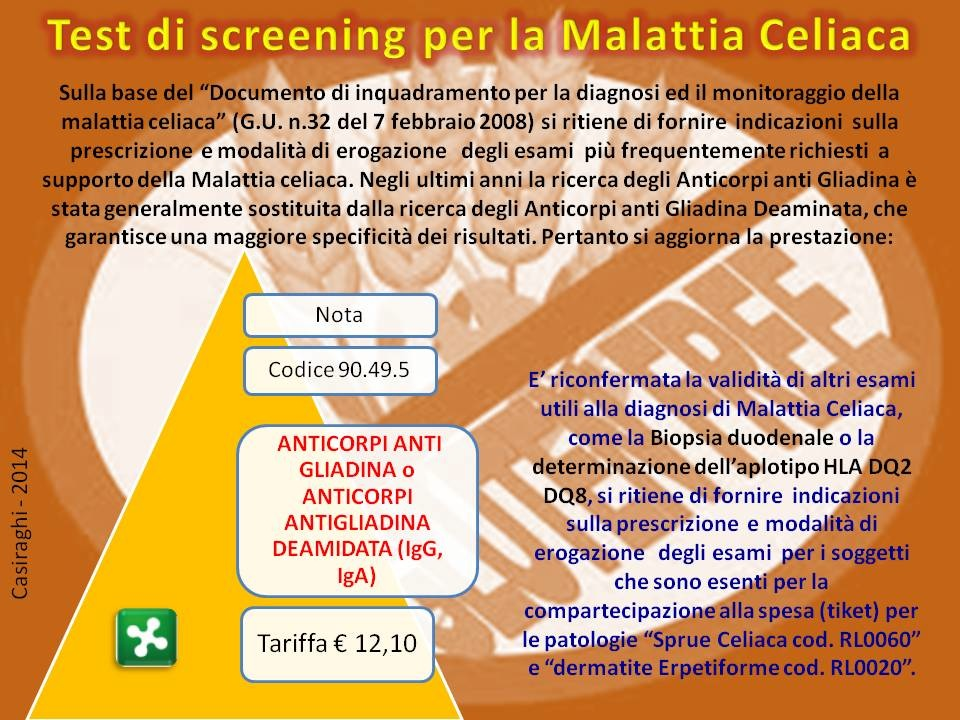 Test di screening per la Malattia Celiaca
Sulla base del “Documento di inquadramento per la diagnosi ed il monitoraggio della
malattia celiaca” (G.U. n.32 del 7 febbraio 2008) si ritiene di fornire indicazioni sulla
prescrizione e modalità di erogazione degli esami più frequentemente richiesti a
supporto della Malattia celiaca. Negli ultimi anni la ricerca degli Anticorpi anti Gliadina è
stata generalmente sostituita dalla ricerca degli Anticorpi anti Gliadina Deaminata, che
garantisce una maggiore specificità dei risultati. Pertanto si aggiorna la prestazione:
Nota
Codice 90.49.5
ANTICORPI ANTI
GLIADINA o
ANTICORPI
ANTIGLIADINA
DEAMIDATA (IgG,
IgA)
Tariffa € 12,10
E’ riconfermata la validità di altri esami
utili alla diagnosi di Malattia Celiaca,
come la Biopsia duodenale o la
determinazione dell’aplotipo HLA DQ2
DQ8, si ritiene di fornire indicazioni
sulla prescrizione e modalità di
erogazione degli esami per i soggetti
che sono esenti per la
compartecipazione alla spesa (tiket) per
le patologie “Sprue Celiaca cod. RL0060”
e “dermatite Erpetiforme cod. RL0020”.
Casiraghi - 2014